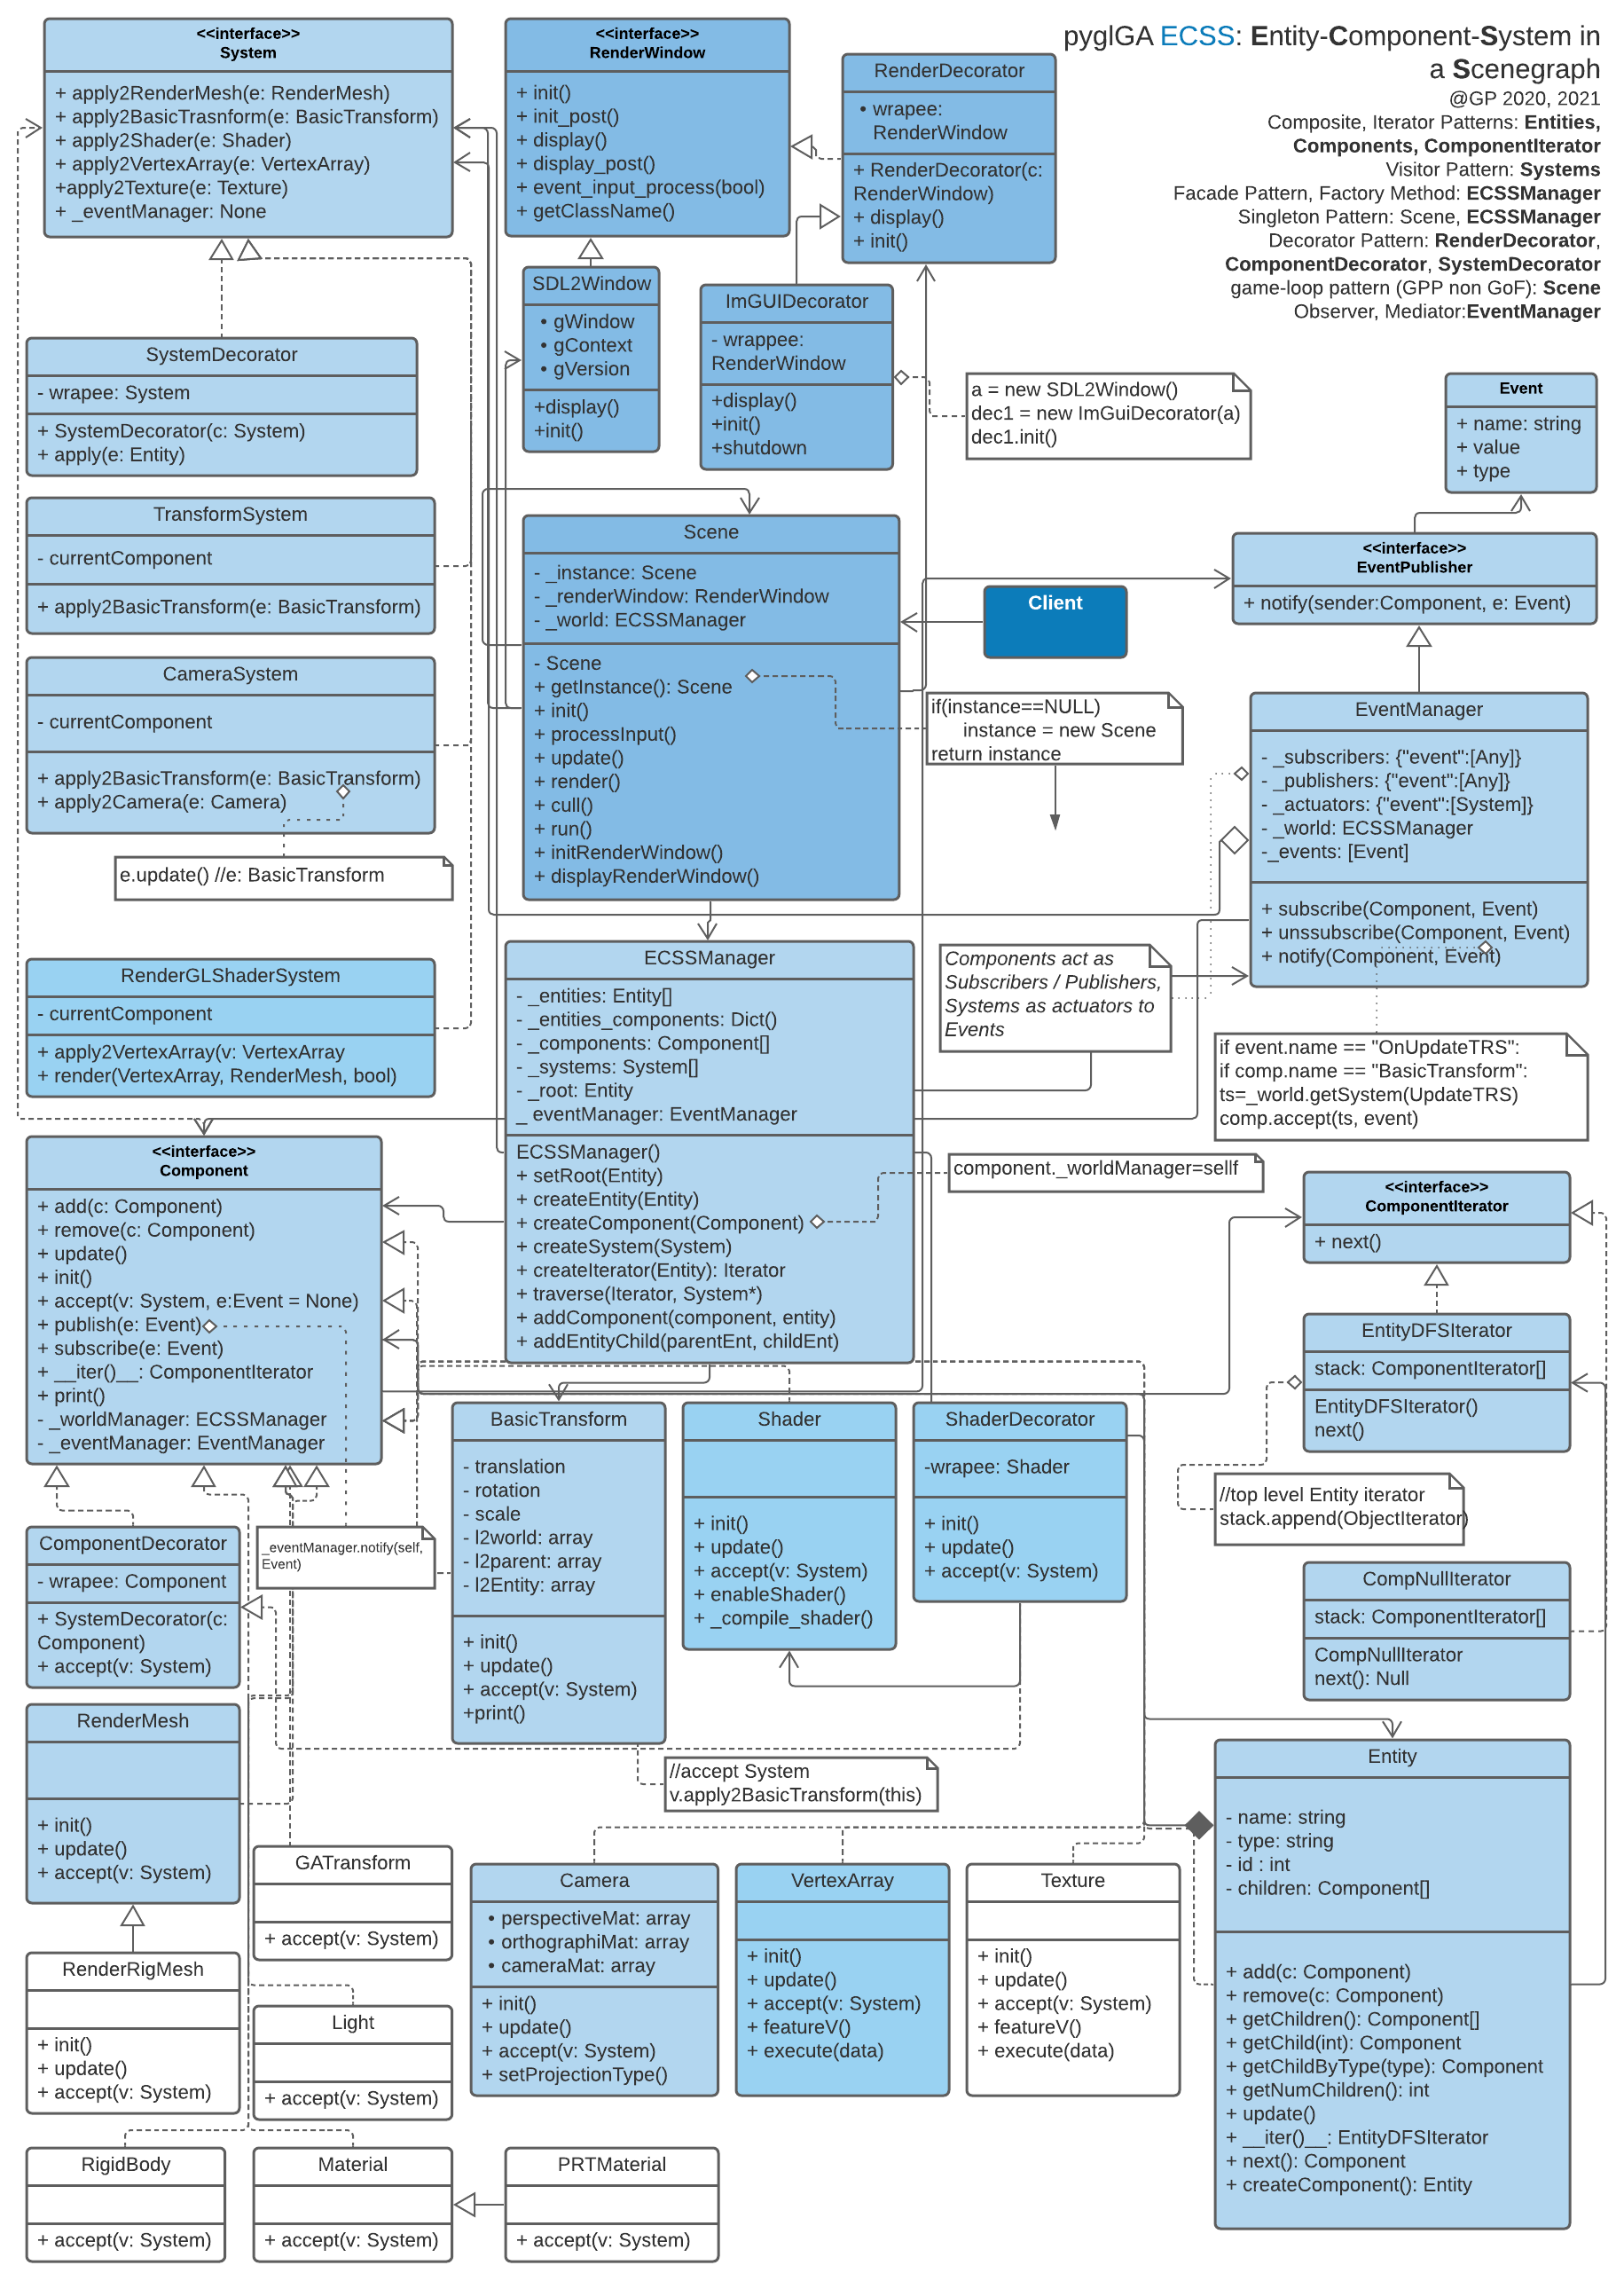 pyglGA ECSS: Entity-Component-System in
a Scenegraph
@GP 2020, 2021
Composite, Iterator Patterns: Entities,
Components, ComponentIterator
Visitor Pattern: Systems
Facade Pattern, Factory Method: ECSSManager
Singleton Pattern: Scene, ECSSManager
Decorator Pattern: RenderDecorator,
ComponentDecorator, SystemDecorator
game-loop pattern (GPP non GoF): Scene
Observer, Mediator:EventManager
<<interface>>
System
+ apply2RenderMesh(e: RenderMesh)
+ apply2BasicTrasnform(e: BasicTransform)
+ apply2Shader(e: Shader)
+ apply2VertexArray(e: VertexArray)
+apply2Texture(e: Texture)
+ _eventManager: None
<<interface>>
RenderWindow
+ init()
+ init_post()
+ display()
+ display_post()
+ event_input_process(bool)
+ getClassName()
RenderDecorator
• wrapee:
RenderWindow
+ RenderDecorator(c:
RenderWindow)
+ display()
+ init()
SDL2Window
• gWindow
• gContext
• gVersion
+display()
+init()
ImGUIDecorator
- wrappee:
RenderWindow
+display()
+init()
+shutdown
a = new SDL2Window()
dec1 = new ImGuiDecorator(a)
dec1.init()
Event
+ name: string
+ value
+ type
SystemDecorator
- wrapee: System
+ SystemDecorator(c: System)
+ apply(e: Entity)
TransformSystem
- currentComponent
+ apply2BasicTransform(e: BasicTransform)
CameraSystem
- currentComponent
+ apply2BasicTransform(e: BasicTransform)
+ apply2Camera(e: Camera)
e.update() //e: BasicTransform
RenderGLShaderSystem
- currentComponent
+ apply2VertexArray(v: VertexArray
+ render(VertexArray, RenderMesh, bool)
Scene
- _instance: Scene
- _renderWindow: RenderWindow
- _world: ECSSManager
- Scene
+ getInstance(): Scene
+ init()
+ processInput()
+ update()
+ render()
+ cull()
+ run()
+ initRenderWindow()
+ displayRenderWindow()
Client
if(instance==NULL)
instance = new Scene
return instance
<<interface>>
EventPublisher
+ notify(sender:Component, e: Event)
EventManager
- _subscribers: {"event":[Any]}
- _publishers: {"event":[Any]}
- _actuators: {"event":[System]}
- _world: ECSSManager
-_events: [Event]
+ subscribe(Component, Event)
+ unssubscribe(Component, Event)
+ notify(Component, Event)
Components act as
Subscribers / Publishers,
Systems as actuators to
Events
if event.name == "OnUpdateTRS":
if comp.name == "BasicTransform":
ts=_world.getSystem(UpdateTRS)
comp.accept(ts, event)
ECSSManager
- _entities: Entity[]
- _entities_components: Dict()
- _components: Component[]
- _systems: System[]
- _root: Entity
_ eventManager: EventManager
ECSSManager()
+ setRoot(Entity)
+ createEntity(Entity)
+ createComponent(Component)
+ createSystem(System)
+ createIterator(Entity): Iterator
+ traverse(Iterator, System*)
+ addComponent(component, entity)
+ addEntityChild(parentEnt, childEnt)
component._worldManager=sellf
<<interface>>
Component
+ add(c: Component)
+ remove(c: Component)
+ update()
+ init()
+ accept(v: System, e:Event = None)
+ publish(e: Event)
+ subscribe(e: Event)
+ __iter()__: ComponentIterator
+ print()
- _worldManager: ECSSManager
- _eventManager: EventManager
<<interface>>
ComponentIterator
+ next()
EntityDFSIterator
stack: ComponentIterator[]
EntityDFSIterator()
next()
//top level Entity iterator
stack.append(ObjectIterator)
CompNullIterator
stack: ComponentIterator[]
CompNullIterator
next(): Null
ComponentDecorator
- wrapee: Component
+ SystemDecorator(c:
Component)
+ accept(v: System)
_eventManager.notify(self,
Event)
BasicTransform
- translation
- rotation
- scale
- l2world: array
- l2parent: array
- l2Entity: array
+ init()
+ update()
+ accept(v: System)
+print()
Shader
+ init()
+ update()
+ accept(v: System)
+ enableShader()
+ _compile_shader()
ShaderDecorator
-wrapee: Shader
+ init()
+ update()
+ accept(v: System)
//accept System
v.apply2BasicTransform(this)
RenderMesh
+ init()
+ update()
+ accept(v: System)
RenderRigMesh
+ init()
+ update()
+ accept(v: System)
GATransform
+ accept(v: System)
Light
+ accept(v: System)
Camera
• perspectiveMat: array
• orthographiMat: array
• cameraMat: array
+ init()
+ update()
+ accept(v: System)
+ setProjectionType()
VertexArray
+ init()
+ update()
+ accept(v: System)
+ featureV()
+ execute(data)
Texture
+ init()
+ update()
+ accept(v: System)
+ featureV()
+ execute(data)
Entity
- name: string
- type: string
- id : int
- children: Component[]
+ add(c: Component)
+ remove(c: Component)
+ getChildren(): Component[]
+ getChild(int): Component
+ getChildByType(type): Component
+ getNumChildren(): int
+ update()
+ __iter()__: EntityDFSIterator
+ next(): Component
+ createComponent(): Entity
RigidBody
+ accept(v: System)
Material
+ accept(v: System)
PRTMaterial
+ accept(v: System)